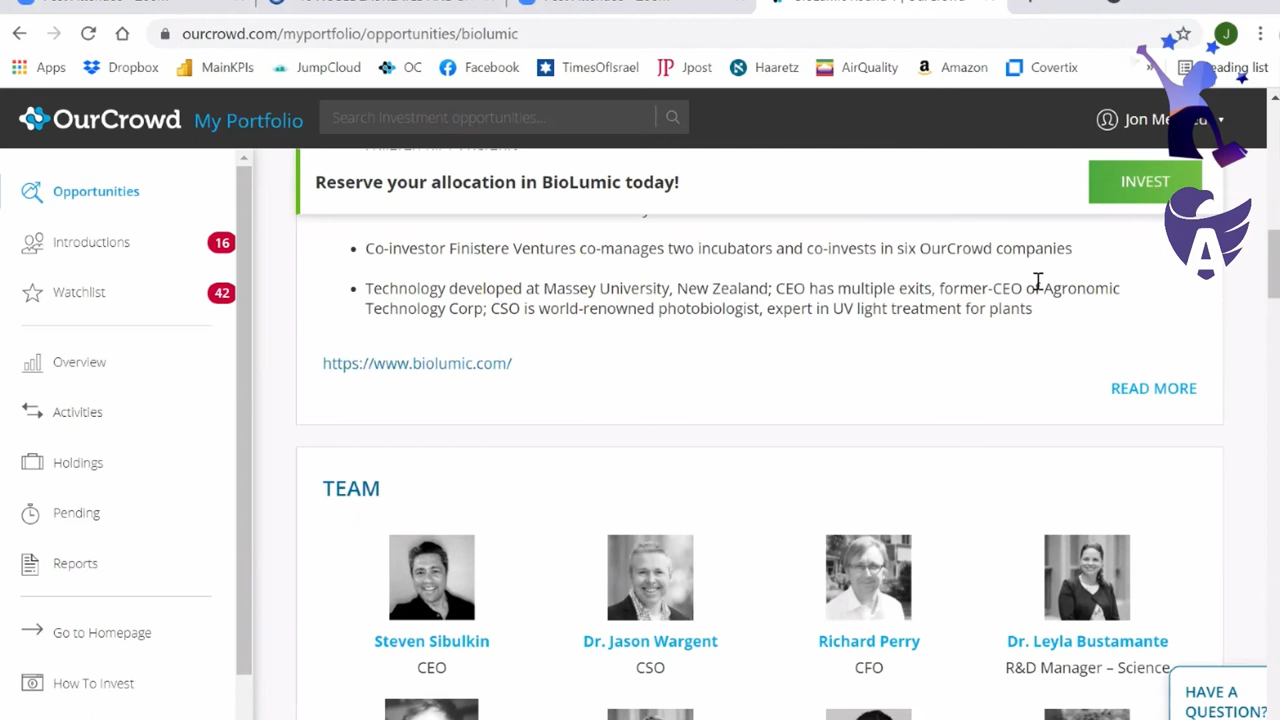 ourcrowd.com/myportfolio/opportunities/biolumic
Apps Dropbox MainKPIs JumpCloud OC Facebook TimesOfIsrael JP Jpost Haaretz AirQuality Amazon Covertix » Reading list
J
OurCrowd My Portfolio Search investment opportunities... Jon
Reserve your allocation in BioLumic today! INVEST
Opportunities
Introductions 16
Watchlist 42
Overview
Activities
Holdings
Pending
Reports
Go to Homepage
How To Invest
A
• Co-investor Finistere Ventures co-manages two incubators and co-invests in six OurCrowd companies
• Technology developed at Massey University, New Zealand; CEO has multiple exits, former-CEO of Agronomic
Technology Corp; CSO is world-renowned photobiologist, expert in UV light treatment for plants
https://www.biolumic.com/
READ MORE
TEAM
Steven Sibulkin Dr. Jason Wargent Richard Perry Dr. Leyla Bustamante
CEO CSO CFO R&D Manager – Science
HAVE A
QUESTION?